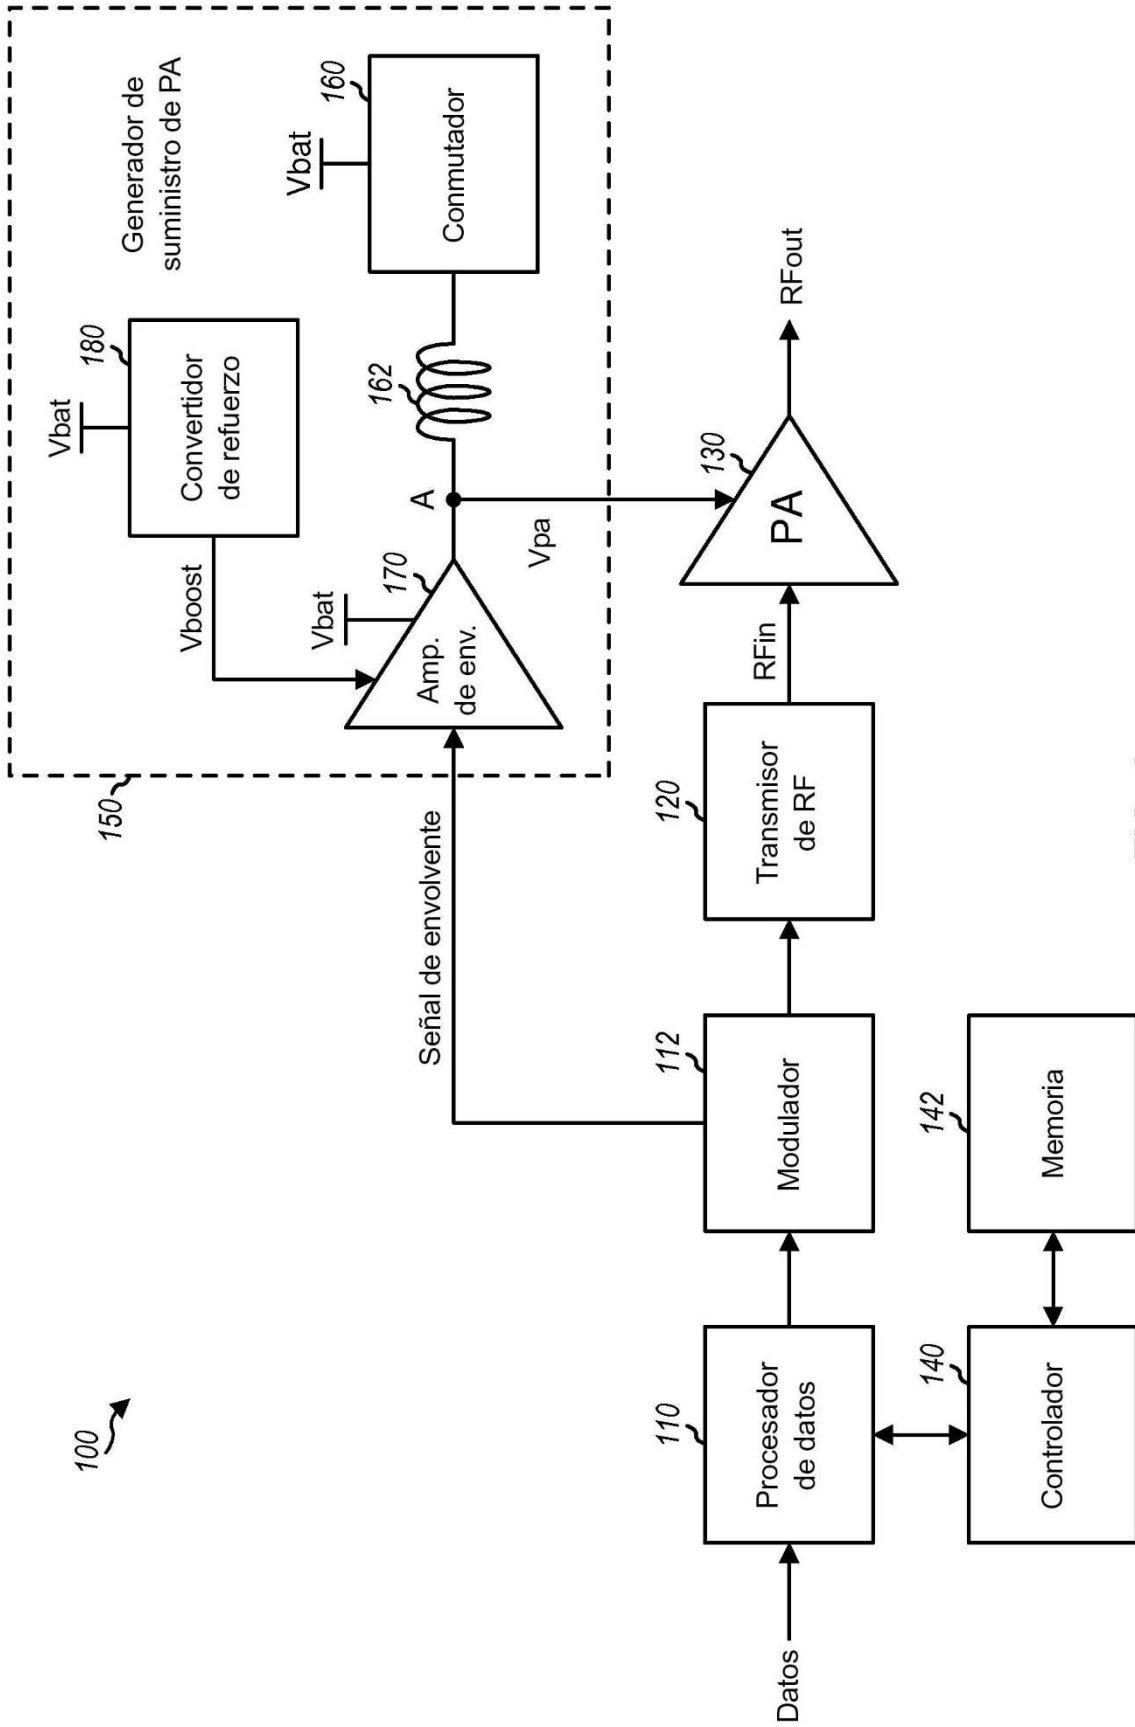 100
150
Generador de
suministro de PA
Vbat
180
Convertidor
de refuerzo
Vboost
Vbat
160
Conmutador
162
A
Vbat
170
Amp.
de env.
Vpa
Señal de envolvente
Datos
110
Procesador
de datos
112
Modulador
120
Transmisor
de RF
RFin
130
PA
RFout
140
Controlador
142
Memoria